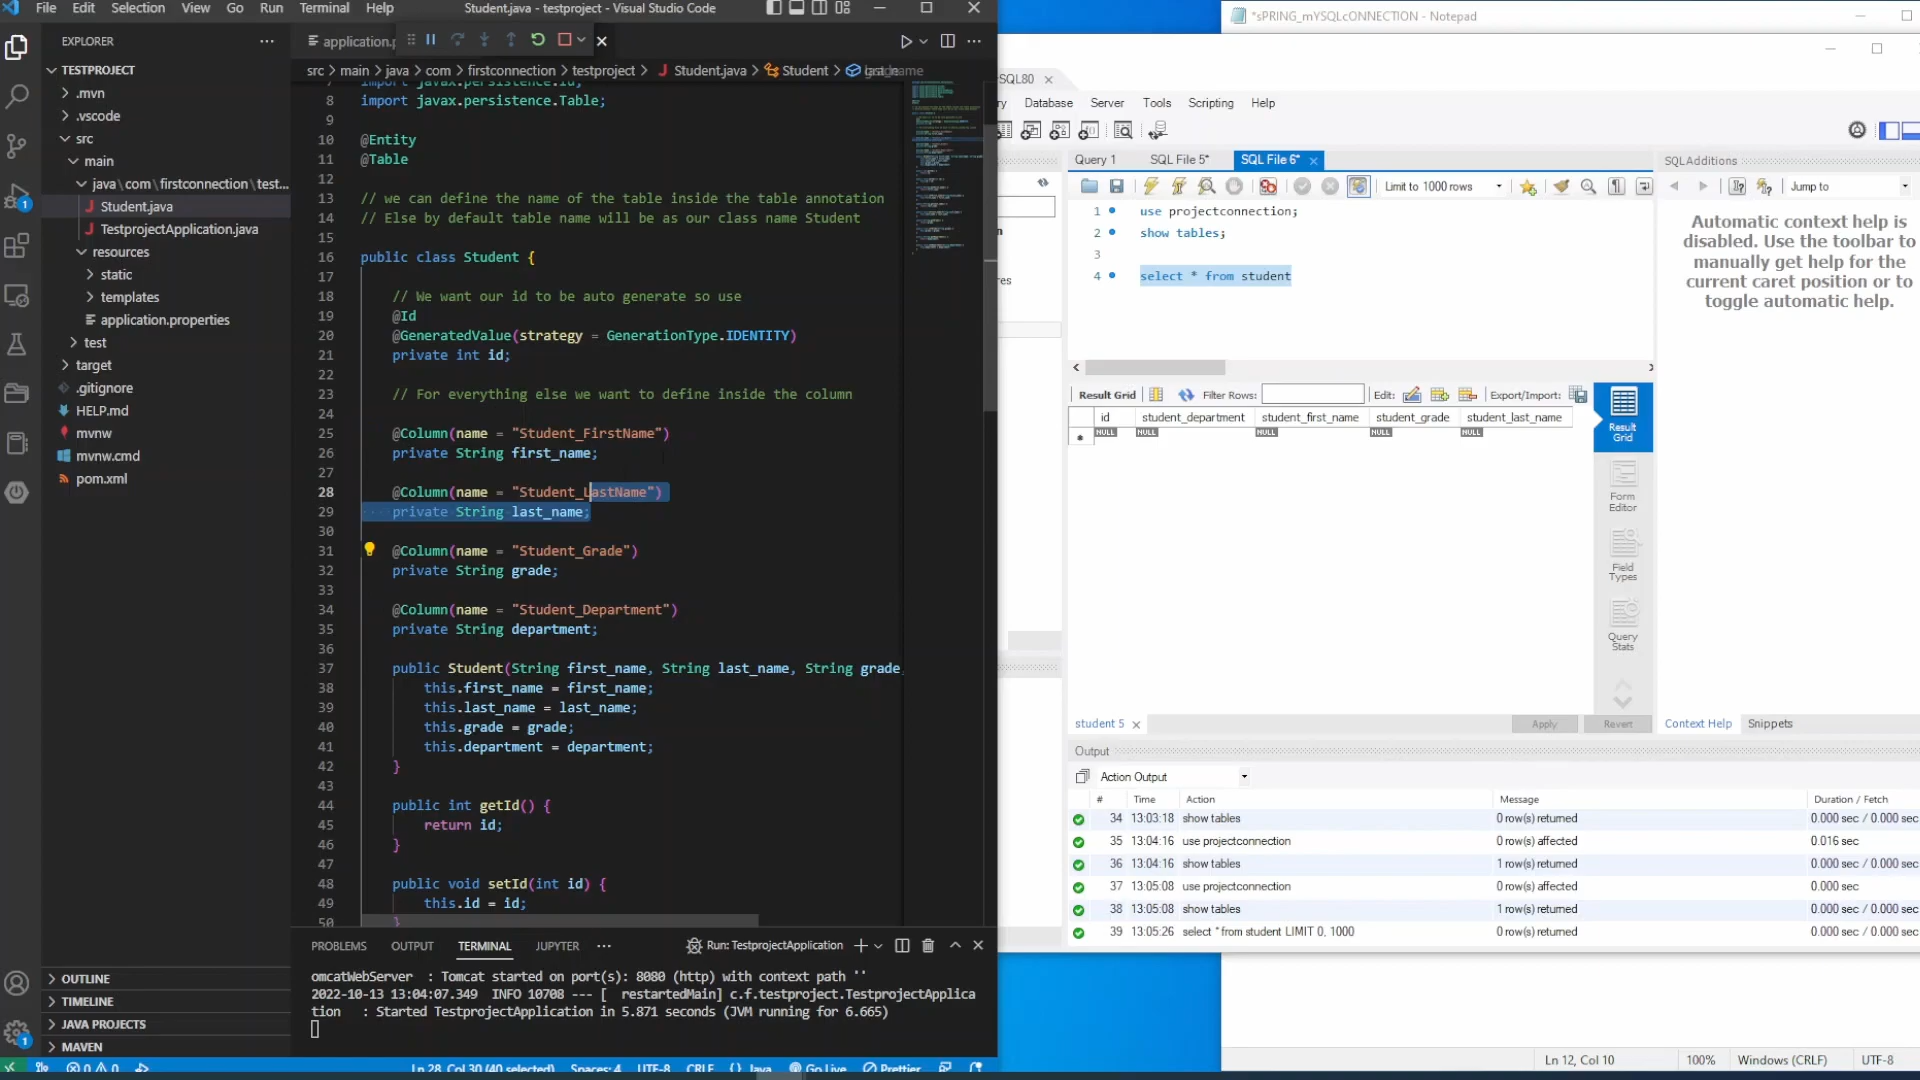 File Edit Selection View Go Run Terminal Help
Student.java - testproject - Visual Studio Code
EXPLORER
TESTPROJECT
.mvn
.vscode
src
main
java\com\firstconnection\test...
Student.java
TestprojectApplication.java
resources
static
templates
application.properties
test
target
.gitignore
HELP.md
mvnw
mvnw.cmd
pom.xml
OUTLINE
TIMELINE
JAVA PROJECTS
MAVEN
application.p
src > main > java > com > firstconnection > testproject > Student.java > Student >
import javax.persistence.Id;
8 import javax.persistence.Table;
9
10 @Entity
11 @Table
12
13 // we can define the name of the table inside the table annotation
14 // Else by default table name will be as our class name Student
15
16 public class Student {
17
18 // We want our id to be auto generate so use
19 @Id
20 @GeneratedValue(strategy = GenerationType.IDENTITY)
21 private int id;
22
23 // For everything else we want to define inside the column
24
25 @Column(name = "Student_FirstName")
26 private String first_name;
27
28 @Column(name = "Student_LastName")
29 private String last_name;
30
31 @Column(name = "Student_Grade")
32 private String grade;
33
34 @Column(name = "Student_Department")
35 private String department;
36
37 public Student(String first_name, String last_name, String grade,
38 this.first_name = first_name;
39 this.last_name = last_name;
40 this.grade = grade;
41 this.department = department;
42 }
43
44 public int getId() {
45 return id;
46 }
47
48 public void setId(int id) {
49 this.id = id;
50 }
PROBLEMS OUTPUT TERMINAL JUPYTER ... Run: TestprojectApplication
omcatWebServer : Tomcat started on port(s): 8080 (http) with context path ''
2022-10-13 13:04:07.349 INFO 10708 --- [ restartedMain] c.f.testproject.TestprojectApplica
tion : Started TestprojectApplication in 5.871 seconds (JVM running for 6.665)
0 0 Ln 28, Col 30 (40 selected) Spaces: 4 UTF-8 CRLF {} Java Go Live Prettier
*sPRING_mYSQLcONNECTION - Notepad
SQL80
ry Database Server Tools Scripting Help
Query 1 SQL File 5* SQL File 6*
SQLAdditions
Limit to 1000 rows
Jump to
1 use projectconnection;
2 show tables;
3
4 select * from student
Automatic context help is
disabled. Use the toolbar to
manually get help for the
current caret position or to
toggle automatic help.
Result Grid Filter Rows: Edit: Export/Import:
id student_department student_first_name student_grade student_last_name
NULL NULL NULL NULL NULL
Result
Grid
Form
Editor
Field
Types
Query
Stats
student 5
Apply Revert
Context Help Snippets
Output
Action Output
# Time Action Message Duration / Fetch
34 13:03:18 show tables 0 row(s) returned 0.000 sec / 0.000 sec
35 13:04:16 use projectconnection 0 row(s) affected 0.016 sec
36 13:04:16 show tables 1 row(s) returned 0.000 sec / 0.000 sec
37 13:05:08 use projectconnection 0 row(s) affected 0.000 sec
38 13:05:08 show tables 1 row(s) returned 0.000 sec / 0.000 sec
39 13:05:26 select * from student LIMIT 0, 1000 0 row(s) returned 0.000 sec / 0.000 sec
Ln 12, Col 10 100% Windows (CRLF) UTF-8